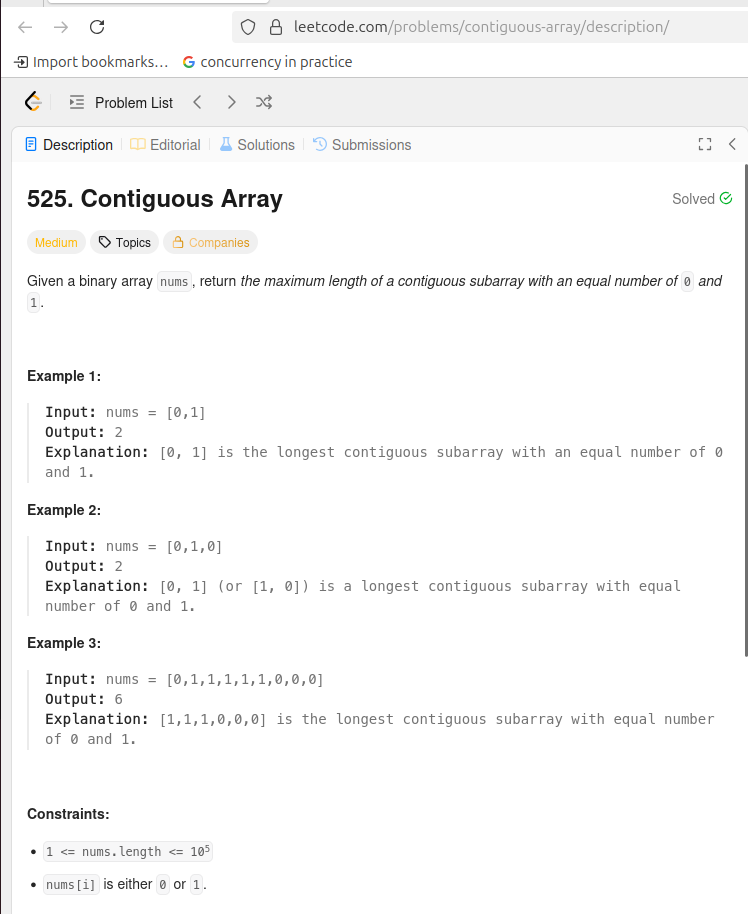 leetcode.com/problems/contiguous-array/description/
Import bookmarks... G concurrency in practice
Problem List
Description Editorial Solutions Submissions
525. Contiguous Array Solved
Medium Topics Companies
Given a binary array nums, return the maximum length of a contiguous subarray with an equal number of 0 and
1.
Example 1:
Input: nums = [0,1]
Output: 2
Explanation: [0, 1] is the longest contiguous subarray with an equal number of 0
and 1.
Example 2:
Input: nums = [0,1,0]
Output: 2
Explanation: [0, 1] (or [1, 0]) is a longest contiguous subarray with equal
number of 0 and 1.
Example 3:
Input: nums = [0,1,1,1,1,1,0,0,0]
Output: 6
Explanation: [1,1,1,0,0,0] is the longest contiguous subarray with equal number
of 0 and 1.
Constraints:
• 1 <= nums.length <= 10⁵
• nums[i] is either 0 or 1.